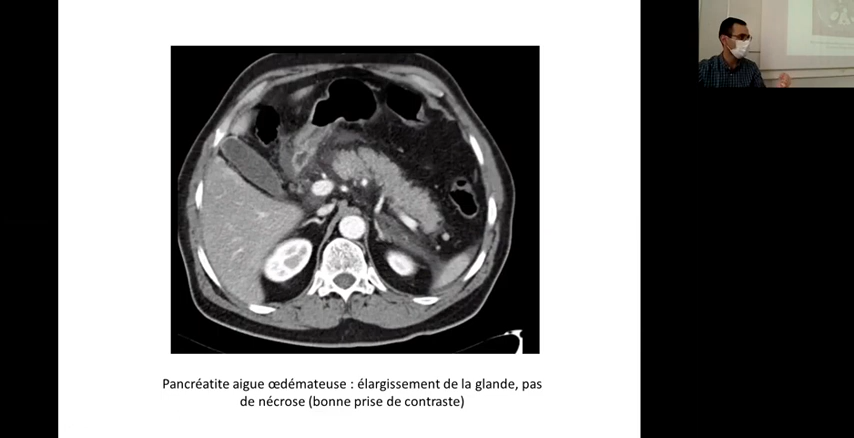 Pancréatite aigue œdémateuse : élargissement de la glande, pas
de nécrose (bonne prise de contraste)